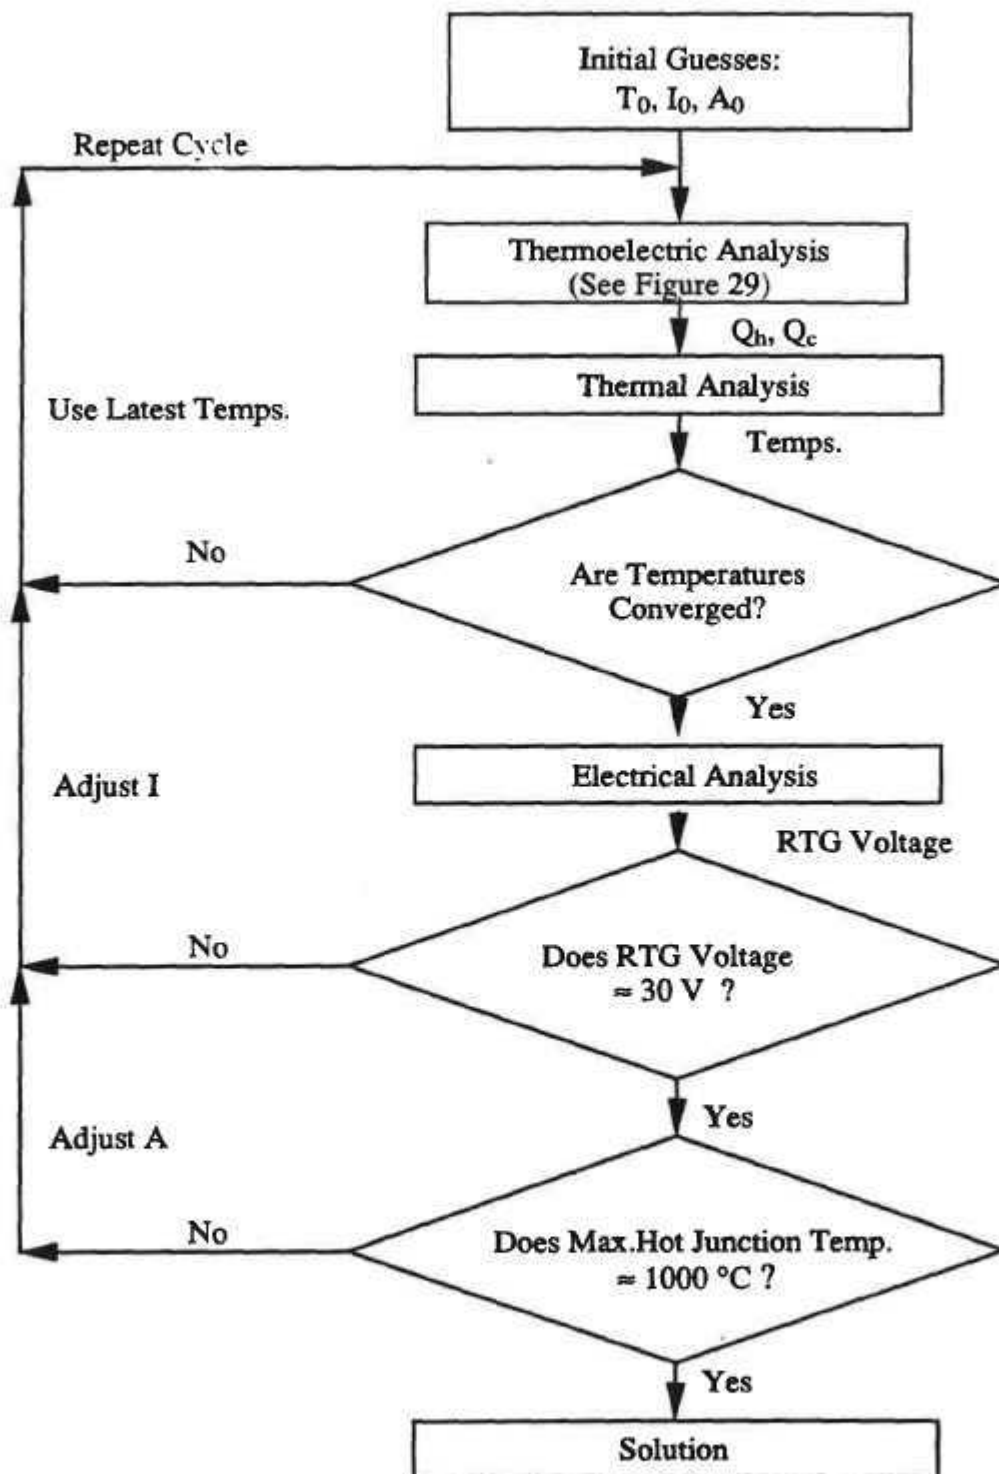 Initial Guesses:
T0, I0, A0
Repeat Cycle
Thermoelectric Analysis
(See Figure 29)
Qh, Qc
Thermal Analysis
Use Latest Temps.
Temps.
No
Are Temperatures
Converged?
Yes
Electrical Analysis
Adjust I
RTG Voltage
No
Does RTG Voltage
≈ 30 V ?
Yes
Adjust A
No
Does Max.Hot Junction Temp.
≈ 1000 °C ?
Yes
Solution